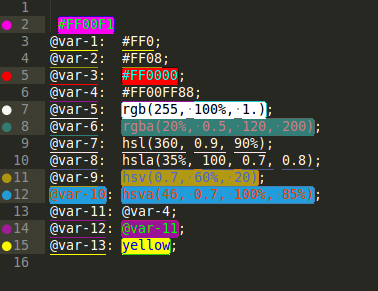 1
2 #FF00F1
3 @var-1: #FF0;
4 @var-2: #FF08;
5 @var-3: #FF0000;
6 @var-4: #FF00FF88;
7 @var-5: rgb(255, 100%, 1.);
8 @var-6: rgba(20%, 0.5, 120, 200);
9 @var-7: hsl(360, 0.9, 90%);
10 @var-8: hsla(35%, 100, 0.7, 0.8);
11 @var-9: hsv(0.7, 60%, 20);
12 @var-10: hsva(46, 0.7, 100%, 85%);
13 @var-11: @var-4;
14 @var-12: @var-11;
15 @var-13: yellow;
16